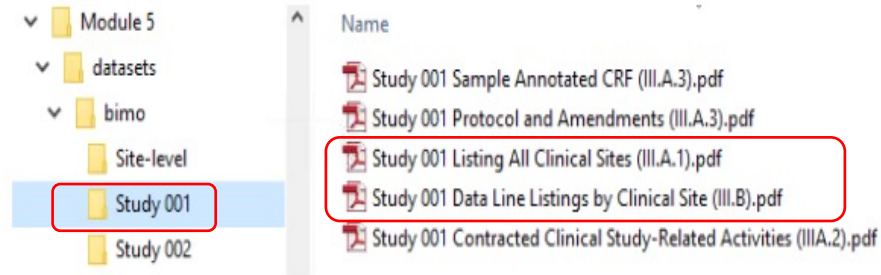 Module 5
datasets
bimo
Site-level
Study 001
Study 002
Name
Study 001 Sample Annotated CRF (III.A.3).pdf
Study 001 Protocol and Amendments (III.A.3).pdf
Study 001 Listing All Clinical Sites (III.A.1).pdf
Study 001 Data Line Listings by Clinical Site (III.B).pdf
Study 001 Contracted Clinical Study-Related Activities (IIIA.2).pdf